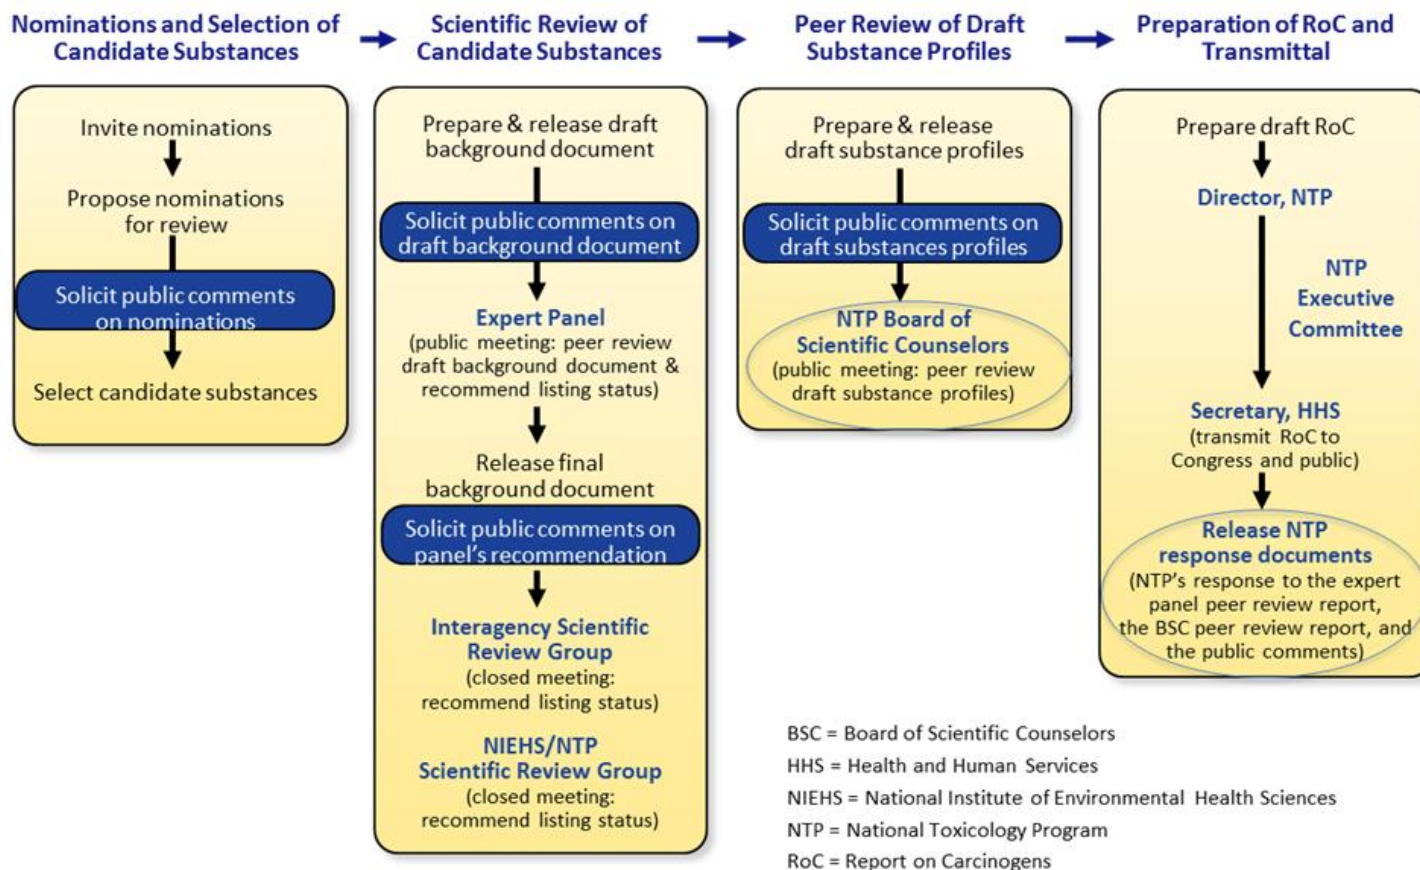 Nominations and Selection of
Candidate Substances
Scientific Review of
Candidate Substances
Peer Review of Draft
Substance Profiles
Preparation of RoC and
Transmittal
Invite nominations
Propose nominations
for review
Solicit public comments
on nominations
Select candidate substances
Prepare & release draft
background document
Solicit public comments on
draft background document
Expert Panel
(public meeting: peer review
draft background document &
recommend listing status)
Release final
background document
Solicit public comments on
panel's recommendation
Interagency Scientific
Review Group
(closed meeting:
recommend listing status)
NIEHS/NTP
Scientific Review Group
(closed meeting:
recommend listing status)
Prepare & release
draft substance profiles
Solicit public comments on
draft substances profiles
NTP Board of
Scientific Counselors
(public meeting: peer review
draft substance profiles)
Prepare draft RoC
Director, NTP
NTP
Executive
Committee
Secretary, HHS
(transmit RoC to
Congress and public)
Release NTP
response documents
(NTP's response to the expert
panel peer review report,
the BSC peer review report, and
the public comments)
BSC = Board of Scientific Counselors
HHS = Health and Human Services
NIEHS = National Institute of Environmental Health Sciences
NTP = National Toxicology Program
RoC = Report on Carcinogens